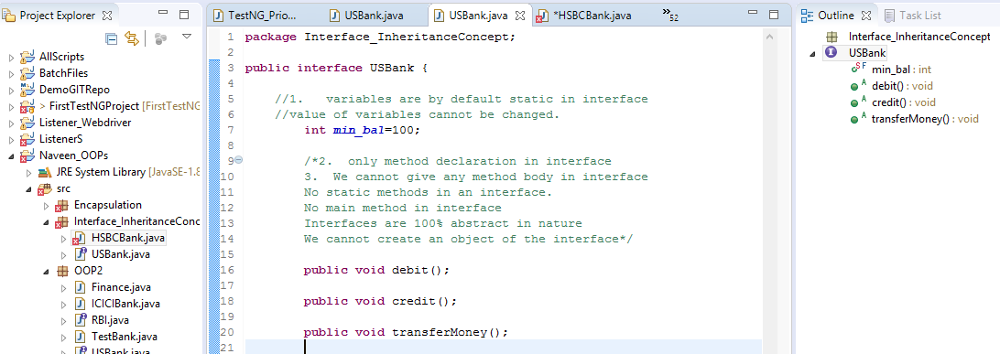 Project Explorer
AllScripts
BatchFiles
DemoGITRepo
> FirstTestNGProject [FirstTestNG
Listener_Webdriver
ListenerS
Naveen_OOPs
JRE System Library [JavaSE-1.8
src
Encapsulation
Interface_InheritanceConc
HSBCBank.java
USBank.java
OOP2
Finance.java
ICICIBank.java
RBI.java
TestBank.java
USBank.java
TestNG_Prio... USBank.java USBank.java *HSBCBank.java »52
1 package Interface_InheritanceConcept;
2
3 public interface USBank {
4
5 //1. variables are by default static in interface
6 //value of variables cannot be changed.
7 int min_bal=100;
8
9 /*2. only method declaration in interface
10 3. We cannot give any method body in interface
11 No static methods in an interface.
12 No main method in interface
13 Interfaces are 100% abstract in nature
14 We cannot create an object of the interface*/
15
16 public void debit();
17
18 public void credit();
19
20 public void transferMoney();
21
Outline Task List
Interface_InheritanceConcept
USBank
min_bal : int
debit() : void
credit() : void
transferMoney() : void